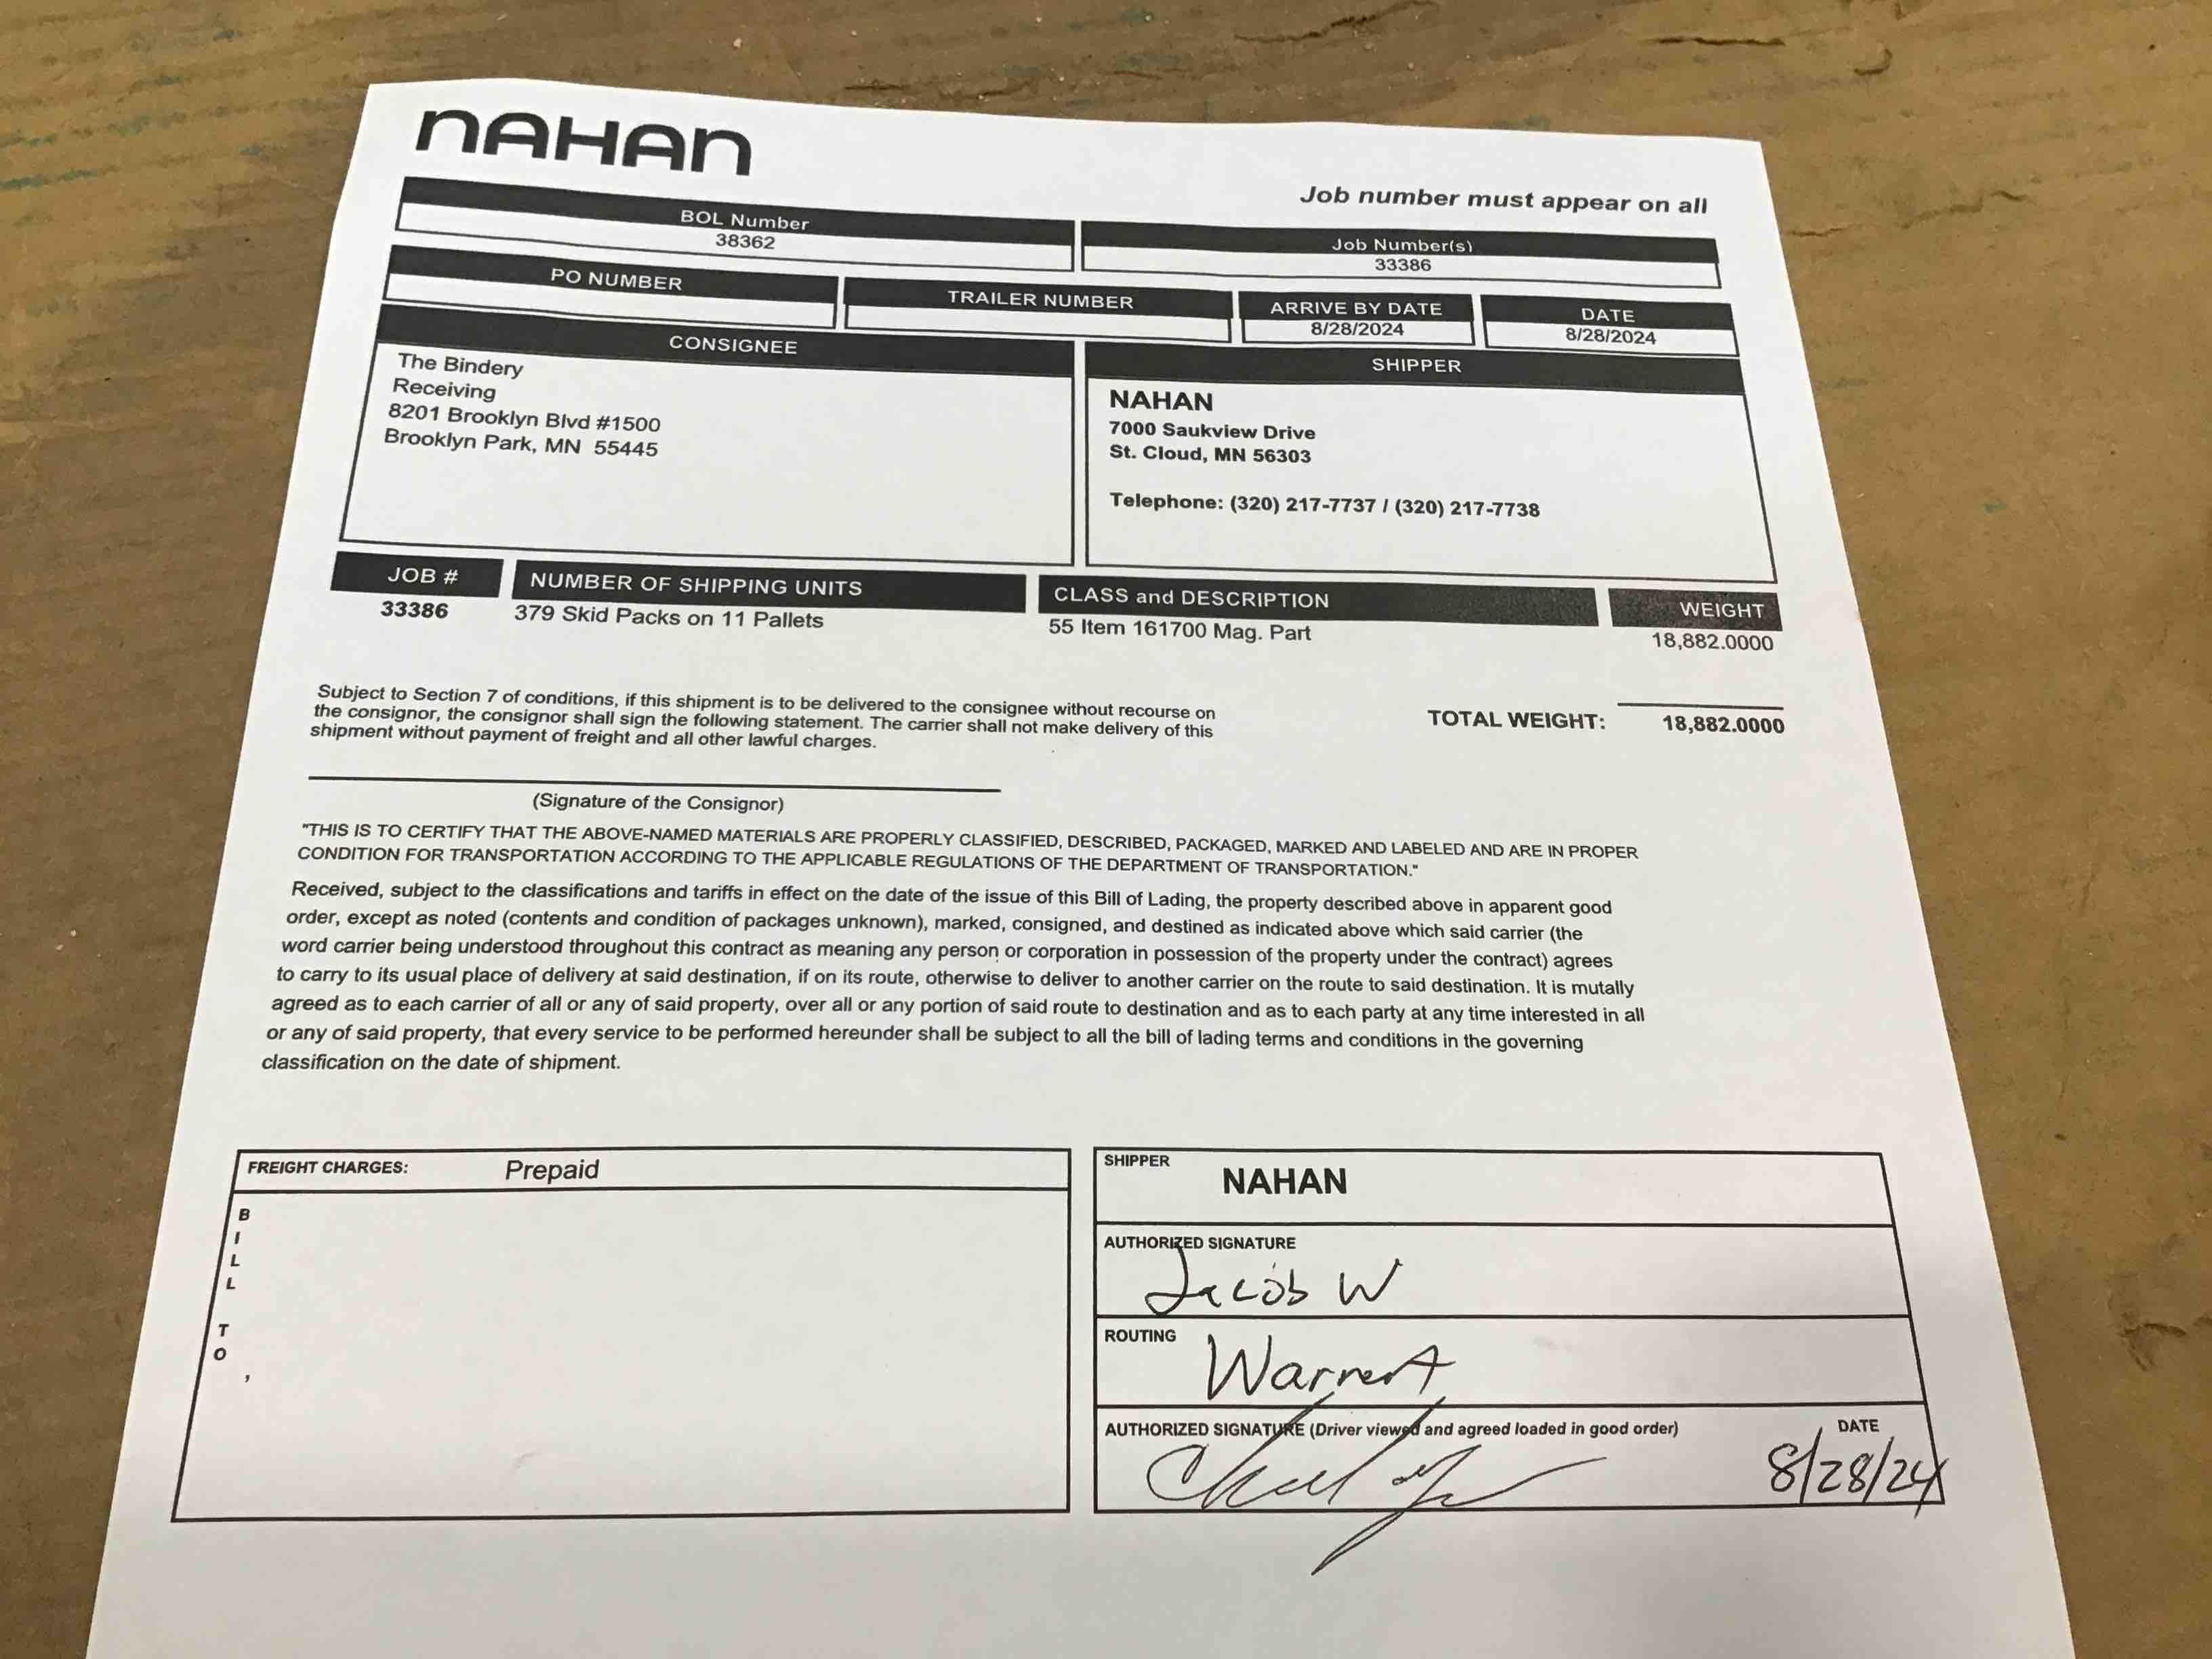 NAHAN
Job number must appear on all
BOL Number
38362
Job Number(s)
33386
PO NUMBER
TRAILER NUMBER
ARRIVE BY DATE
8/28/2024
DATE
8/28/2024
CONSIGNEE
The Bindery
Receiving
8201 Brooklyn Blvd #1500
Brooklyn Park, MN 55445
SHIPPER
NAHAN
7000 Saukview Drive
St. Cloud, MN 56303
Telephone: (320) 217-7737 / (320) 217-7738
JOB #
NUMBER OF SHIPPING UNITS
CLASS and DESCRIPTION
WEIGHT
33386
379 Skid Packs on 11 Pallets
55 Item 161700 Mag. Part
18,882.0000
Subject to Section 7 of conditions, if this shipment is to be delivered to the consignee without recourse on
the consignor, the consignor shall sign the following statement. The carrier shall not make delivery of this
shipment without payment of freight and all other lawful charges.
TOTAL WEIGHT: 18,882.0000
(Signature of the Consignor)
"THIS IS TO CERTIFY THAT THE ABOVE-NAMED MATERIALS ARE PROPERLY CLASSIFIED, DESCRIBED, PACKAGED, MARKED AND LABELED AND ARE IN PROPER
CONDITION FOR TRANSPORTATION ACCORDING TO THE APPLICABLE REGULATIONS OF THE DEPARTMENT OF TRANSPORTATION."
Received, subject to the classifications and tariffs in effect on the date of the issue of this Bill of Lading, the property described above in apparent good
order, except as noted (contents and condition of packages unknown), marked, consigned, and destined as indicated above which said carrier (the
word carrier being understood throughout this contract as meaning any person or corporation in possession of the property under the contract) agrees
to carry to its usual place of delivery at said destination, if on its route, otherwise to deliver to another carrier on the route to said destination. It is mutally
agreed as to each carrier of all or any of said property, over all or any portion of said route to destination and as to each party at any time interested in all
or any of said property, that every service to be performed hereunder shall be subject to all the bill of lading terms and conditions in the governing
classification on the date of shipment.
FREIGHT CHARGES: Prepaid
BILL TO
,
SHIPPER
NAHAN
AUTHORIZED SIGNATURE
Jacob W
ROUTING
AUTHORIZED SIGNATURE (Driver viewed and agreed loaded in good order)
DATE
8/28/24